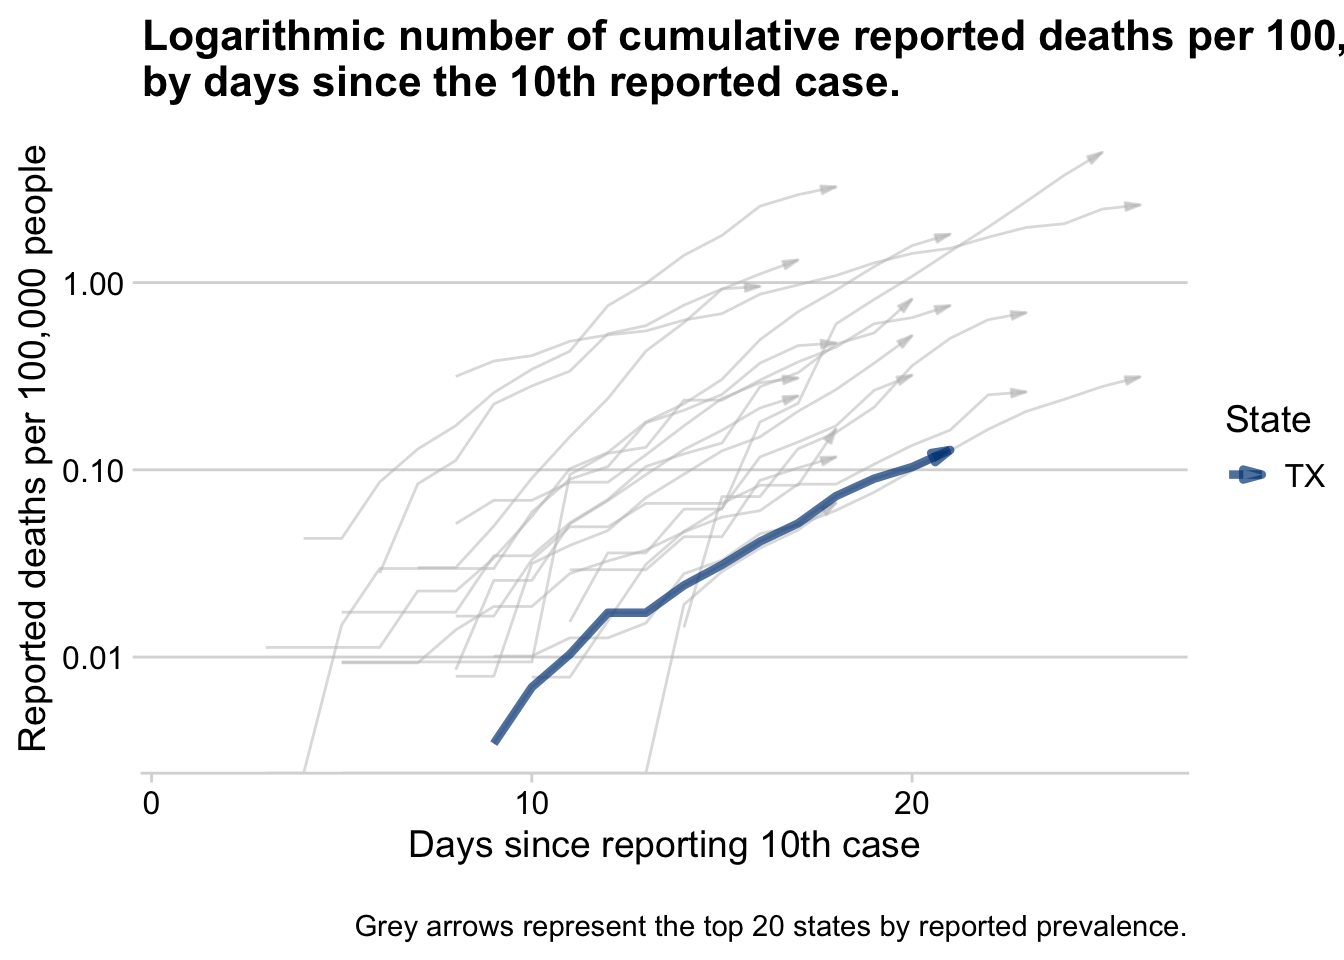 Logarithmic number of cumulative reported deaths per 100,
by days since the 10th reported case.
Reported deaths per 100,000 people
1.00
0.10
0.01
0
10
20
Days since reporting 10th case
State
TX
Grey arrows represent the top 20 states by reported prevalence.